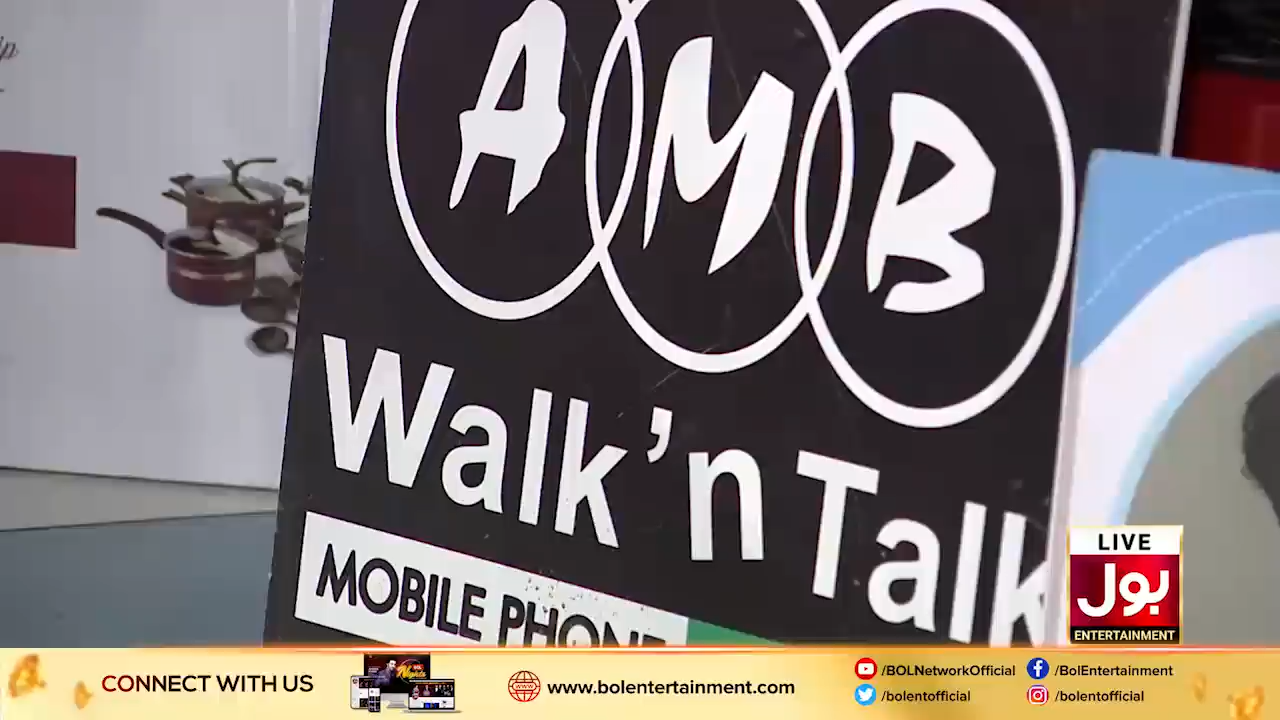 AMB
Walk'n Talk
MOBILE PHONE
LIVE
بول
ENTERTAINMENT
CONNECT WITH US
www.bolentertainment.com
/BOLNetworkOfficial
/BolEntertainment
/bolentofficial
/bolentofficial